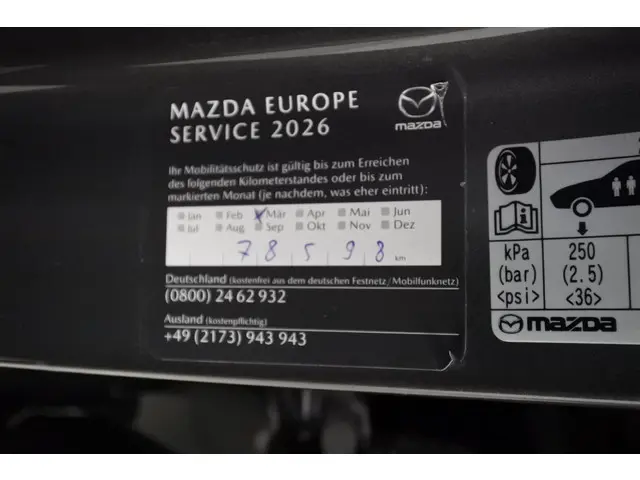 MAZDA EUROPE
SERVICE 2026
mazda
Ihr Mobilitätsschutz ist gültig bis zum Erreichen
des folgenden Kilometerstandes oder bis zum
markierten Monat (je nachdem, was eher eintritt):
Jan Feb Mär Apr Mai Jun
Jul Aug Sep Okt Nov Dez
78598 km
Deutschland (kostenfrei aus dem deutschen Festnetz/Mobilfunknetz)
(0800) 24 62 932
Ausland (kostenpflichtig)
+49 (2173) 943 943
kPa 250
(bar) (2.5)
<psi> <36>
mazda